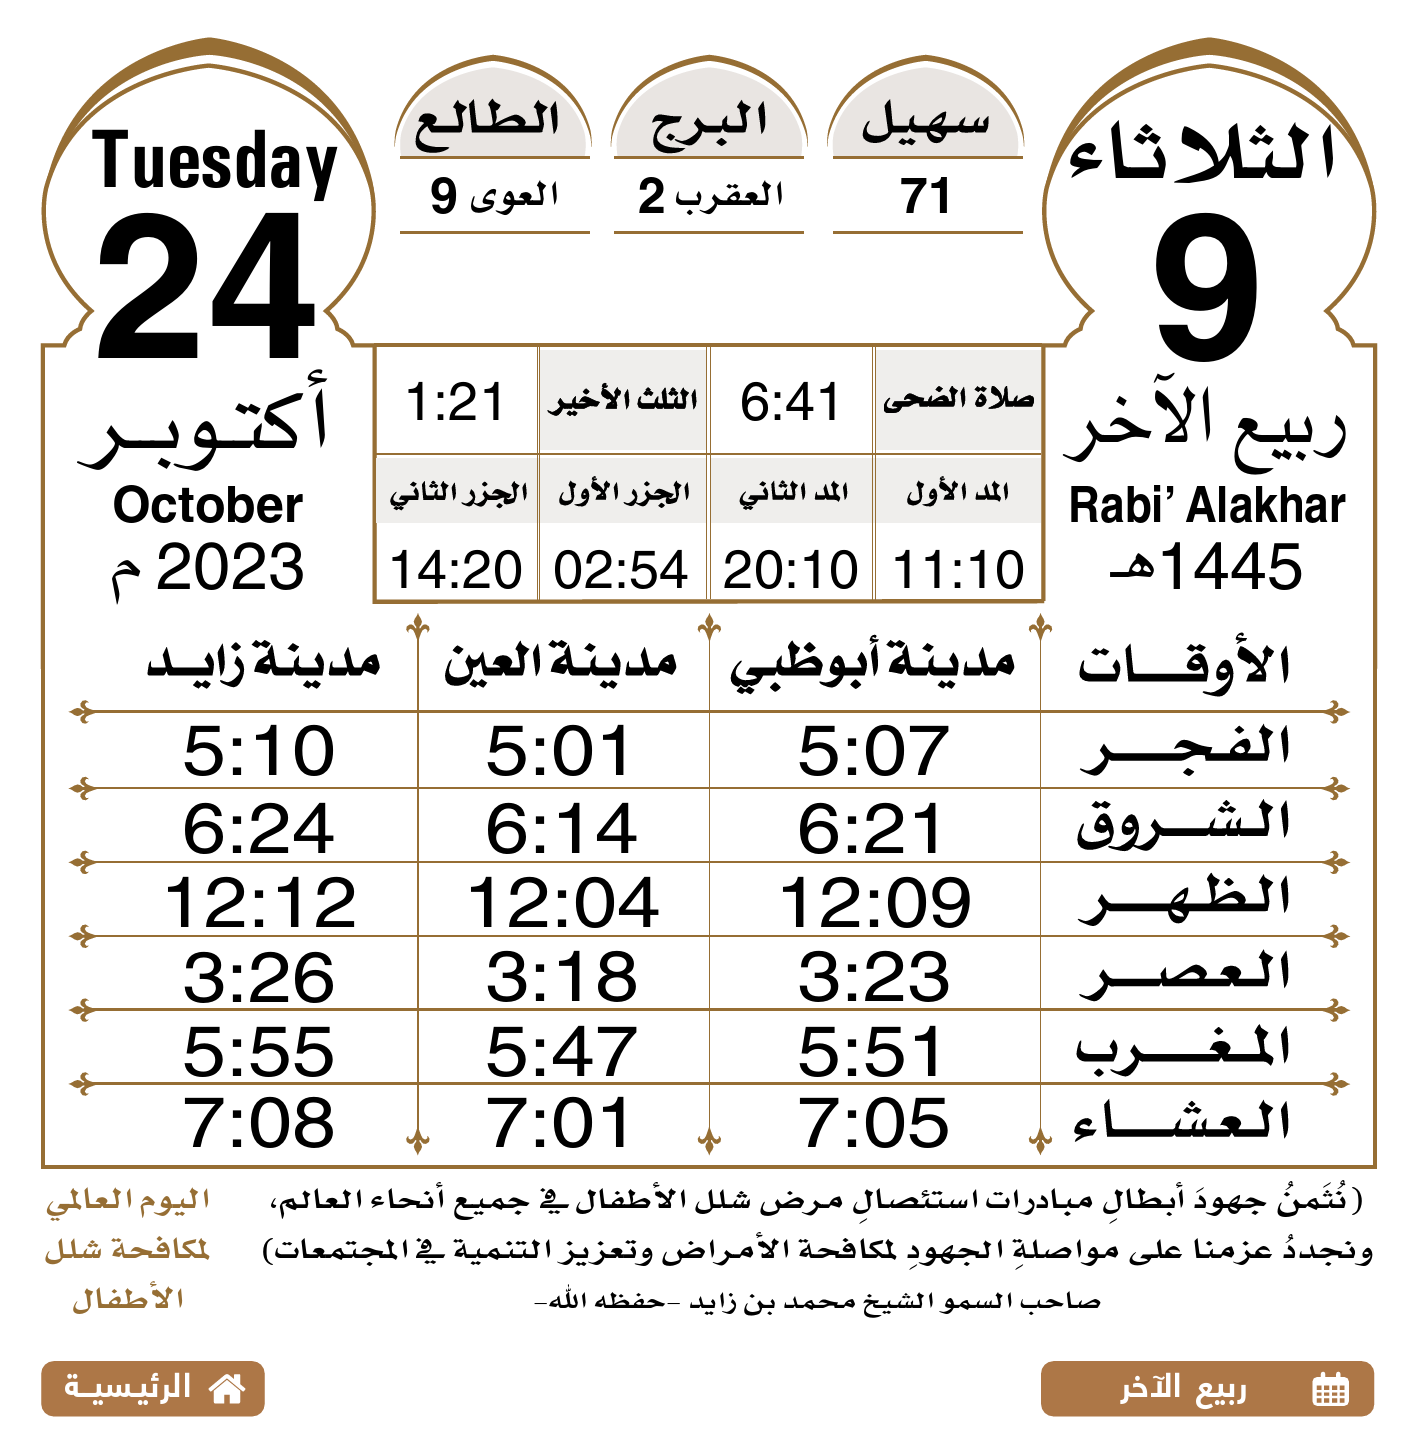 الثلاثاء
9
ربيع الآخر
Rabi’ Alakhar
1445هـ
سهيل
71
البرج
العقرب 2
الطالع
العوى 9
Tuesday
24
أكتوبر
October
2023 م
صلاة الضحى 6:41 الثلث الأخير 1:21
المد الأول المد الثاني الجزر الأول الجزر الثاني
11:10 20:10 02:54 14:20
الأوقات مدينة أبوظبي مدينة العين مدينة زايد
الفجر 5:07 5:01 5:10
الشروق 6:21 6:14 6:24
الظهر 12:09 12:04 12:12
العصر 3:23 3:18 3:26
المغرب 5:51 5:47 5:55
العشاء 7:05 7:01 7:08
(نُثَمنُ جهودَ أبطالِ مبادرات استئصالِ مرض شلل الأطفال في جميع أنحاء العالم،
ونجددُ عزمنا على مواصلةِ الجهودِ لمكافحة الأمراض وتعزيز التنمية في المجتمعات)
صاحب السمو الشيخ محمد بن زايد -حفظه الله-
اليوم العالمي
لمكافحة شلل
الأطفال
ربيع الآخر
الرئيسية